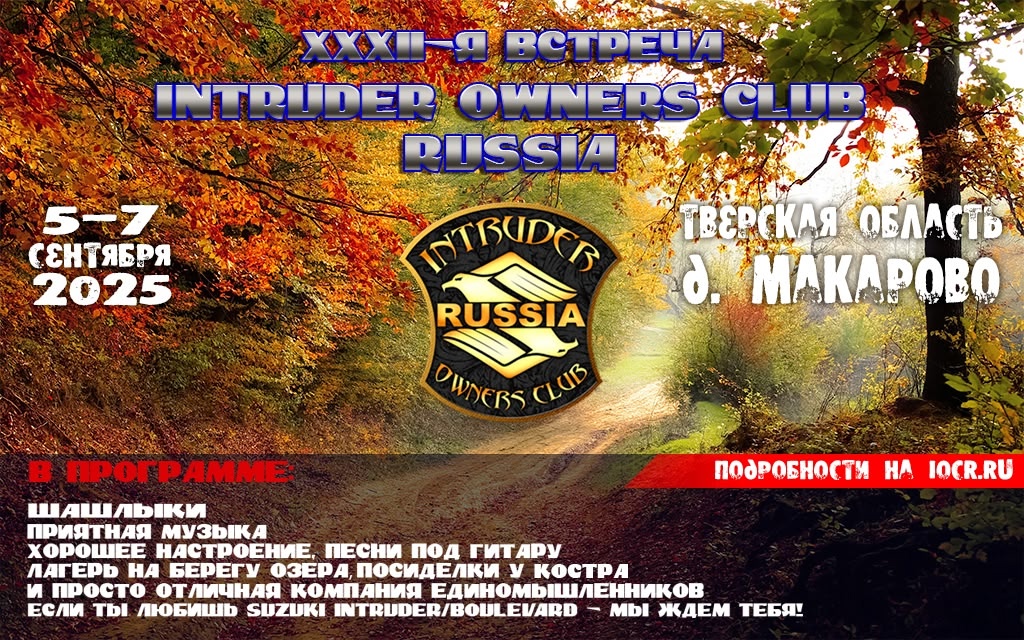 XXXII-Я ВСТРЕЧА
INTRUDER OWNERS CLUB
RUSSIA
5-7
СЕНТЯБРЯ
2025
ТВЕРСКАЯ ОБЛАСТЬ
д. МАКАРОВО
INTRUDER
RUSSIA
OWNERS CLUB
В ПРОГРАММЕ:
ПОДРОБНОСТИ НА IOCR.RU
ШАШЛЫКИ
ПРИЯТНАЯ МУЗЫКА
ХОРОШЕЕ НАСТРОЕНИЕ, ПЕСНИ ПОД ГИТАРУ
ЛАГЕРЬ НА БЕРЕГУ ОЗЕРА, ПОСИДЕЛКИ У КОСТРА
И ПРОСТО ОТЛИЧНАЯ КОМПАНИЯ ЕДИНОМЫШЛЕННИКОВ
ЕСЛИ ТЫ ЛЮБИШЬ SUZUKI INTRUDER/BOULEVARD - МЫ ЖДЕМ ТЕБЯ!